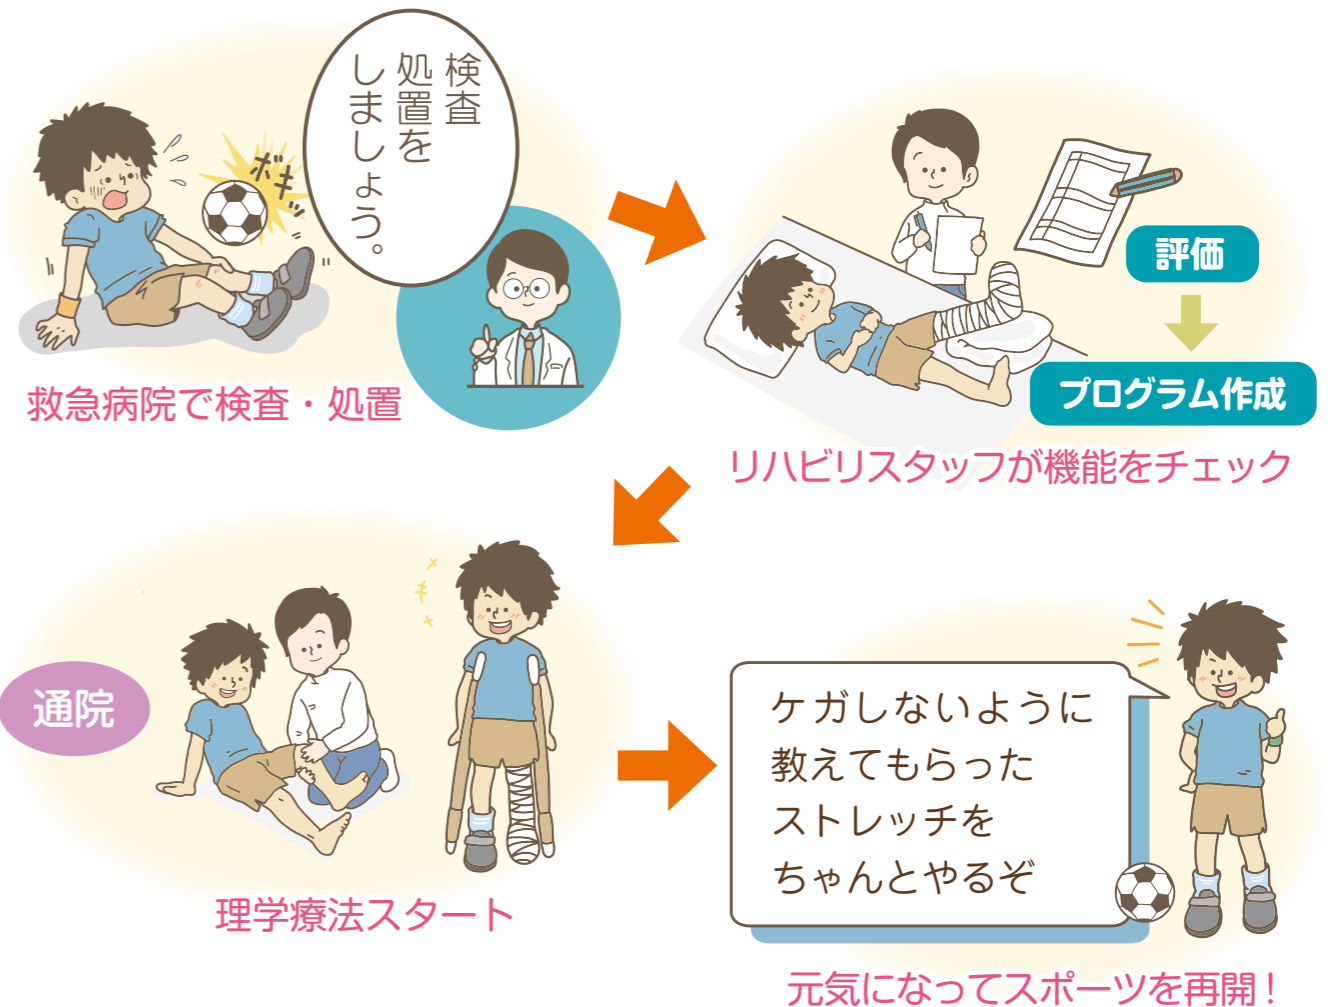 ボキッ
検査
処置を
しましょう。
救急病院で検査・処置
評価
プログラム作成
リハビリスタッフが機能をチェック
通院
理学療法スタート
ケガしないように
教えてもらった
ストレッチを
ちゃんとやるぞ
元気になってスポーツを再開！